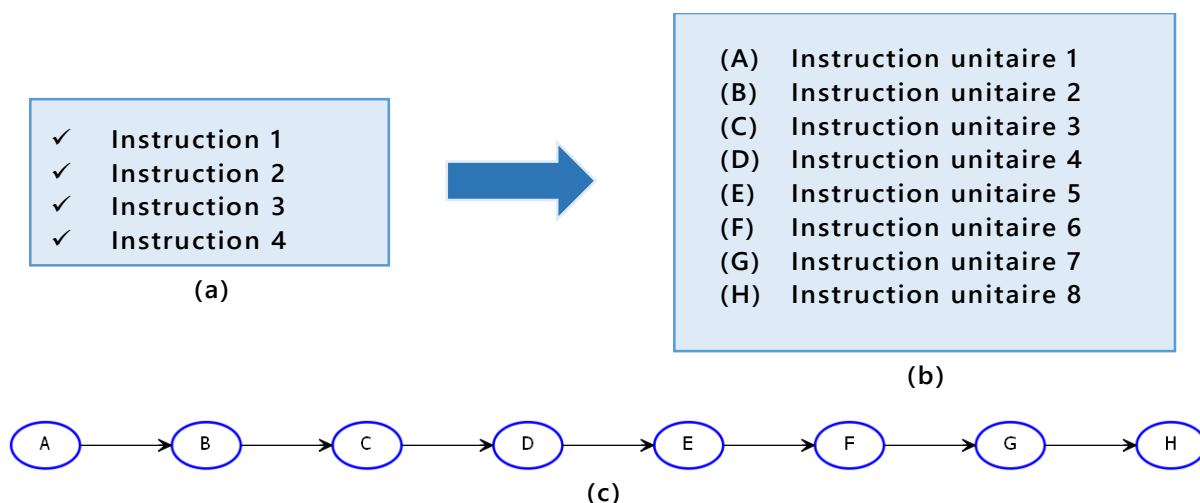 ✓ Instruction 1
✓ Instruction 2
✓ Instruction 3
✓ Instruction 4
(a)
(A) Instruction unitaire 1
(B) Instruction unitaire 2
(C) Instruction unitaire 3
(D) Instruction unitaire 4
(E) Instruction unitaire 5
(F) Instruction unitaire 6
(G) Instruction unitaire 7
(H) Instruction unitaire 8
(b)
A B C D E F G H
(c)